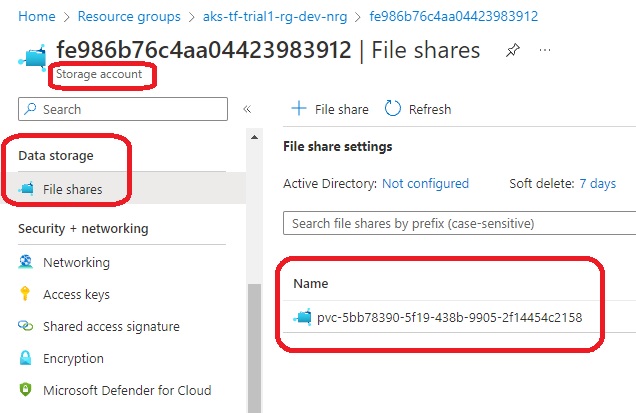 Home > Resource groups > aks-tf-trial1-rg-dev-nrg > fe986b76c4aa04423983912
fe986b76c4aa04423983912 | File shares
Storage account
Search
File share
Refresh
Data storage
File shares
Security + networking
Networking
Access keys
Shared access signature
Encryption
Microsoft Defender for Cloud
File share settings
Active Directory: Not configured Soft delete: 7 days
Search file shares by prefix (case-sensitive)
Name
pvc-5bb78390-5f19-438b-9905-2f14454c2158